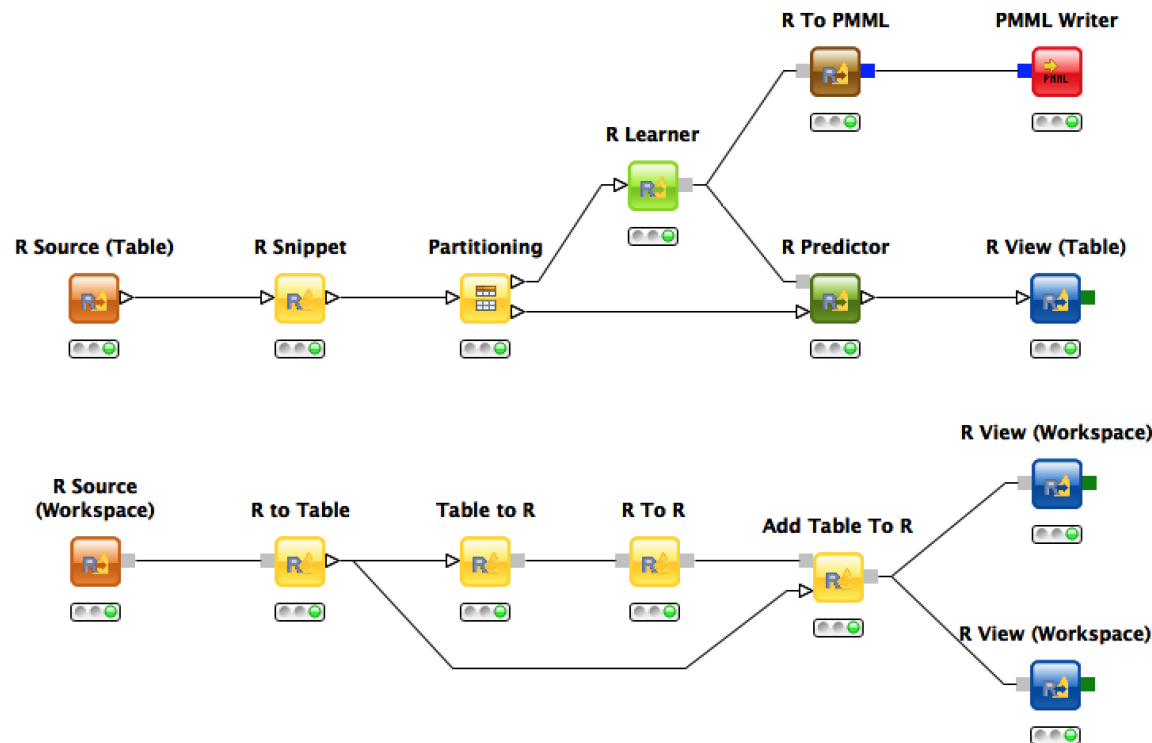 R To PMML
PMML Writer
PMML
R Learner
R Source (Table)
R Snippet
Partitioning
R Predictor
R View (Table)
R
R
R
R
R
R
R View (Workspace)
R Source
(Workspace)
R to Table
Table to R
R To R
Add Table To R
R
R
R
R
R
R
R View (Workspace)
R